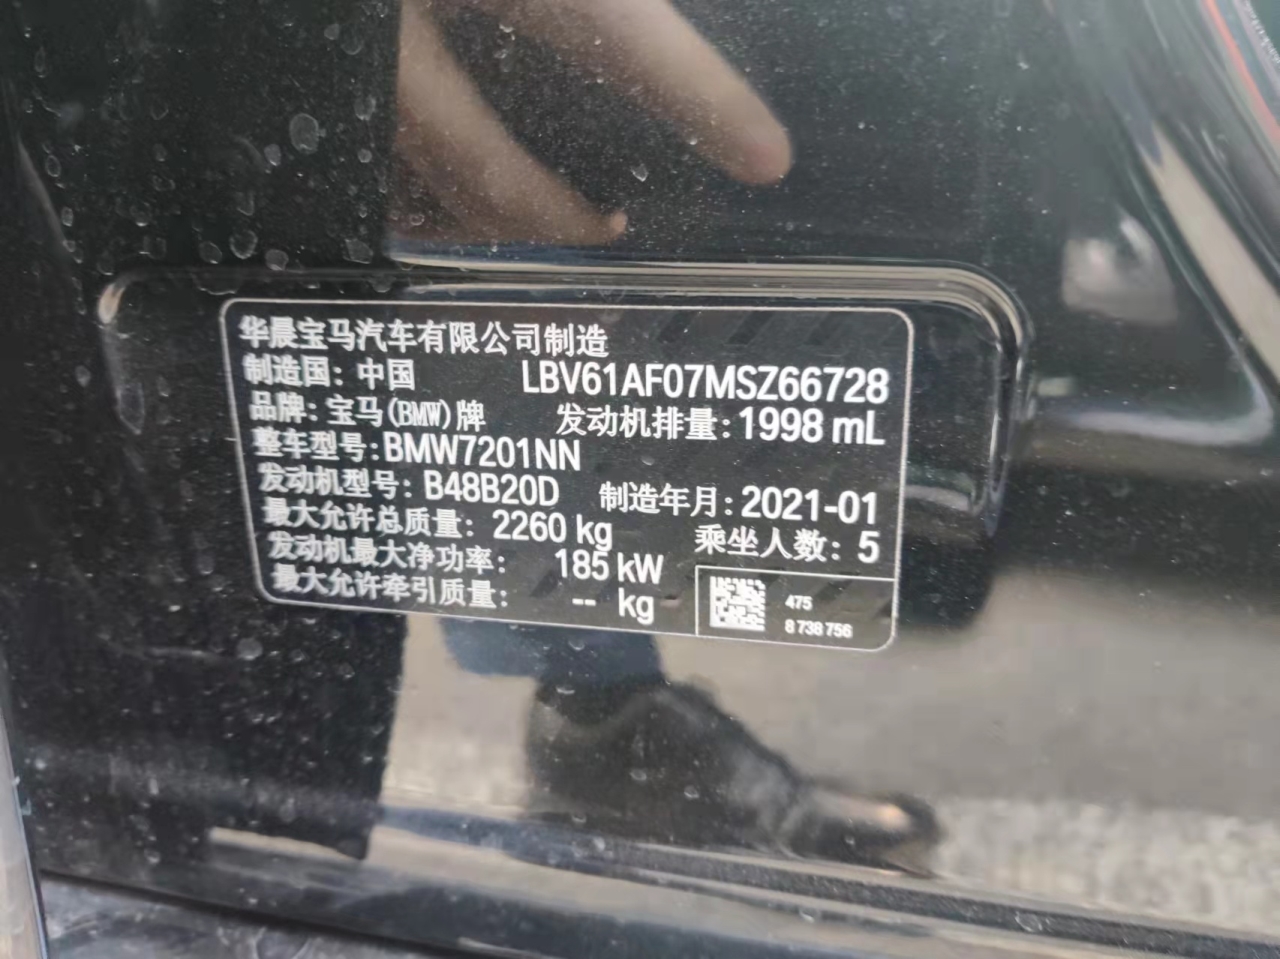 华晨宝马汽车有限公司制造
制造国：中国 LBV61AF07MSZ66728
品牌：宝马(BMW)牌 发动机排量：1998 mL
整车型号：BMW7201NN
发动机型号：B48B20D 制造年月：2021-01
最大允许总质量：2260 kg 乘坐人数：5
发动机最大净功率：185 kW
最大允许牵引质量：-- kg
475
8 738 756